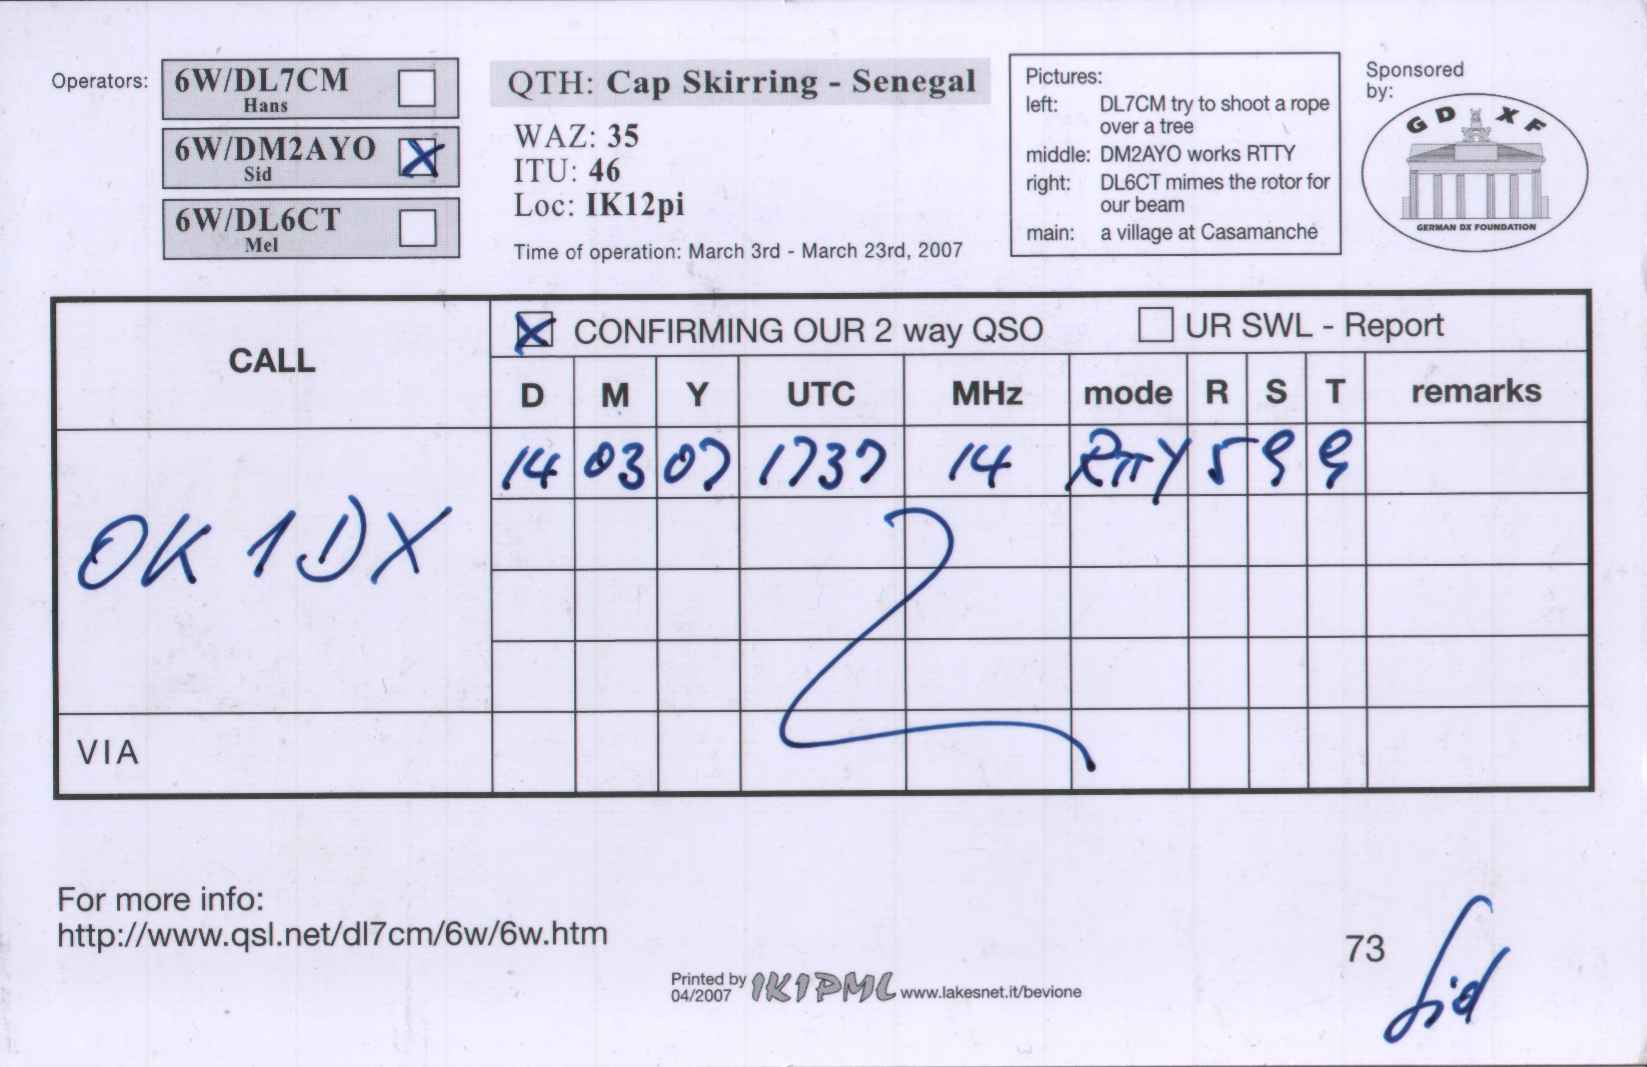 Operators:
6W/DL7CM
Hans
6W/DM2AYO
Sid
6W/DL6CT
Mel
QTH: Cap Skirring - Senegal
WAZ: 35
ITU: 46
Loc: IK12pi
Time of operation: March 3rd - March 23rd, 2007
Pictures:
left: DL7CM try to shoot a rope
over a tree
middle: DM2AYO works RTTY
right: DL6CT mimes the rotor for
our beam
main: a village at Casamanche
Sponsored
by:
GDXF
GERMAN DX FOUNDATION
CALL
CONFIRMING OUR 2 way QSO UR SWL - Report
D M Y UTC MHz mode R S T remarks
14 03 07 1737 14 RTTY 5 9 9
OK1DX
VIA
For more info:
http://www.qsl.net/dl7cm/6w/6w.htm
73 Sid
Printed by IK1PML www.lakesnet.it/bevione
04/2007